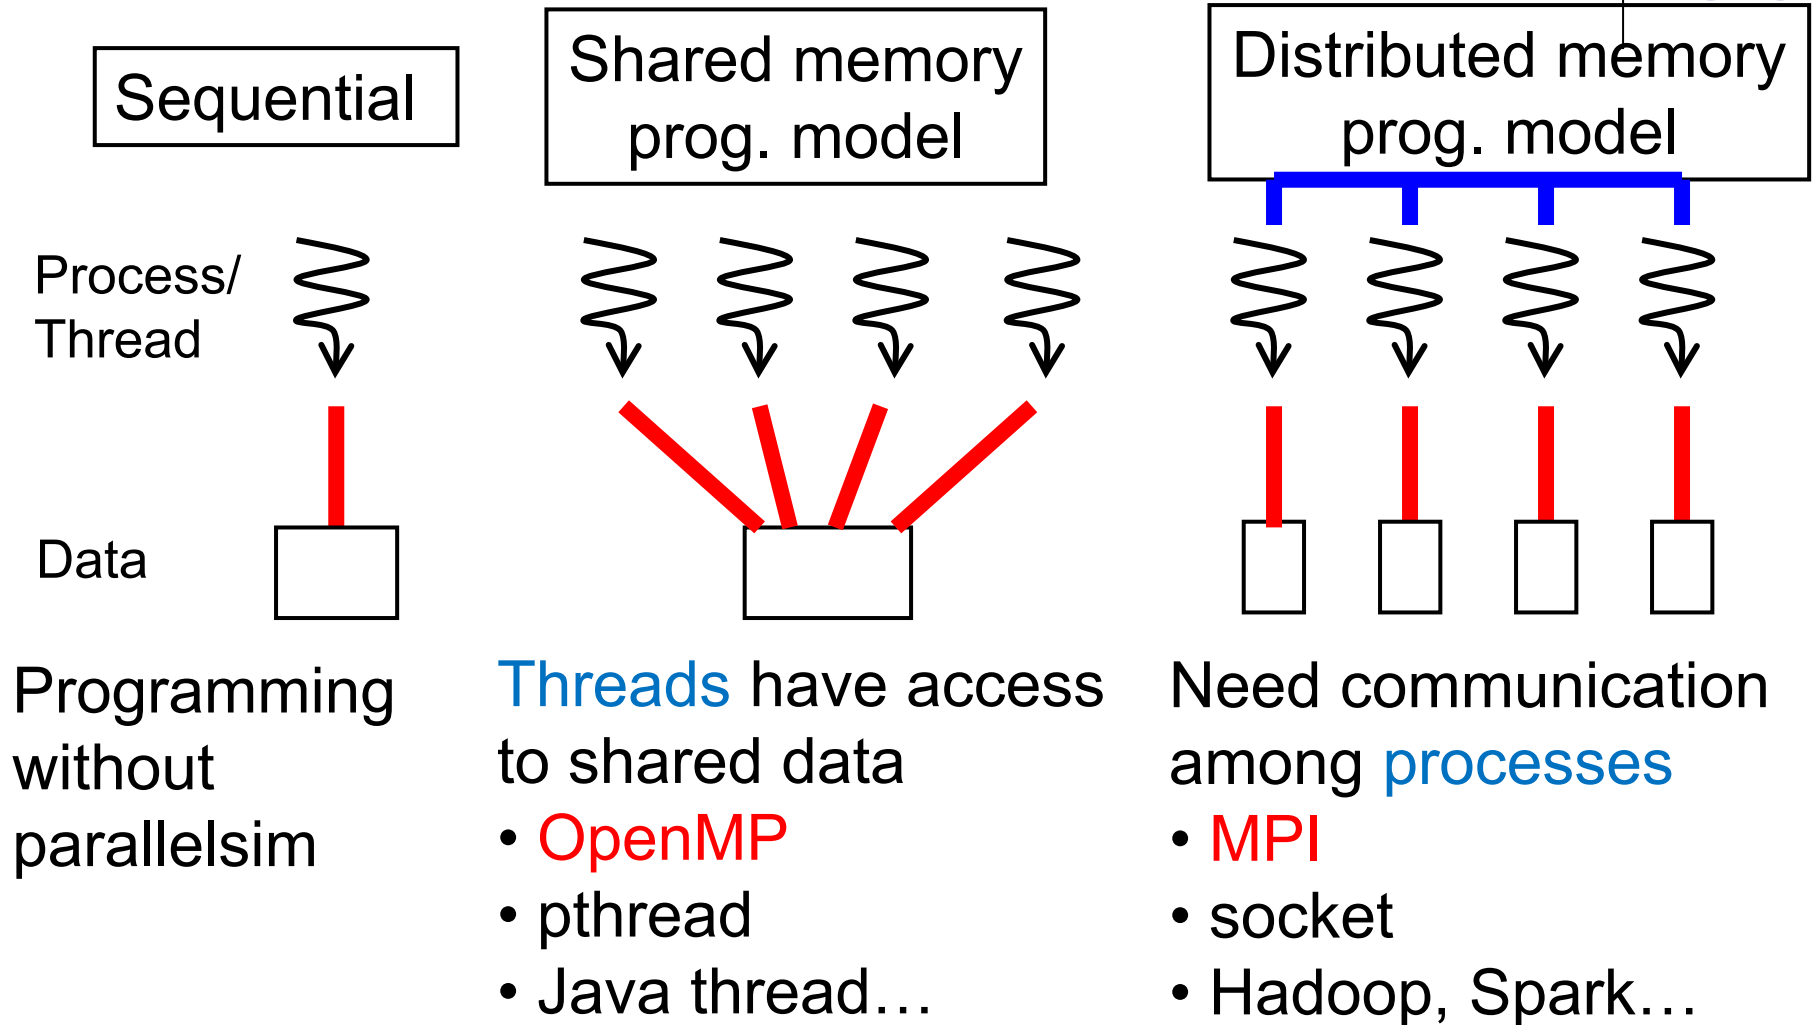 Sequential
Shared memory
prog. model
Distributed memory
prog. model
Process/
Thread
Data
Programming
without
parallelsim
Threads have access
to shared data
• OpenMP
• pthread
• Java thread…
Need communication
among processes
• MPI
• socket
• Hadoop, Spark…